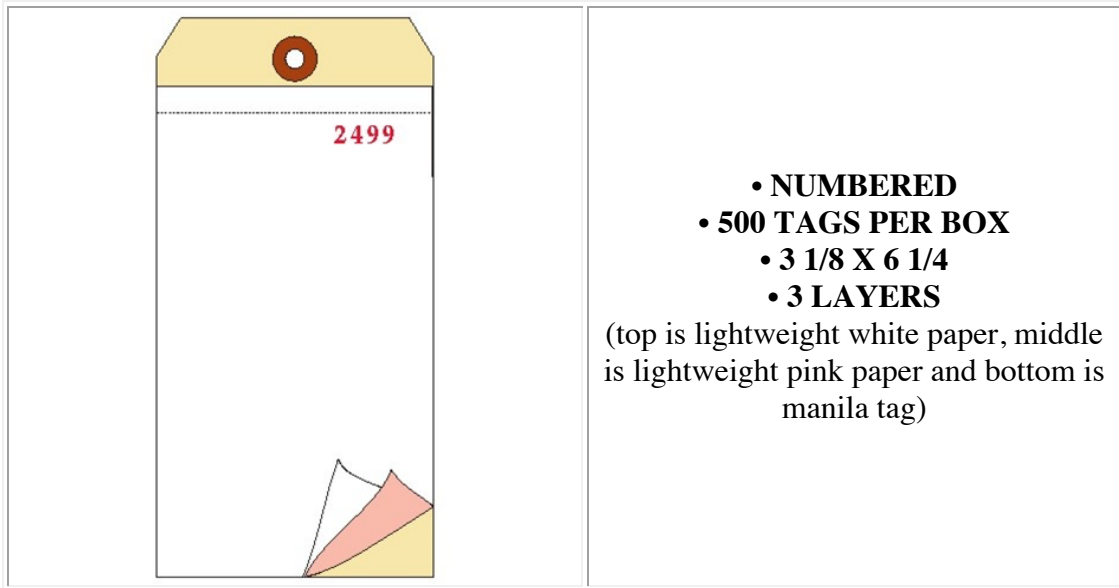 2499
• NUMBERED
• 500 TAGS PER BOX
• 3 1/8 X 6 1/4
• 3 LAYERS
(top is lightweight white paper, middle
is lightweight pink paper and bottom is
manila tag)